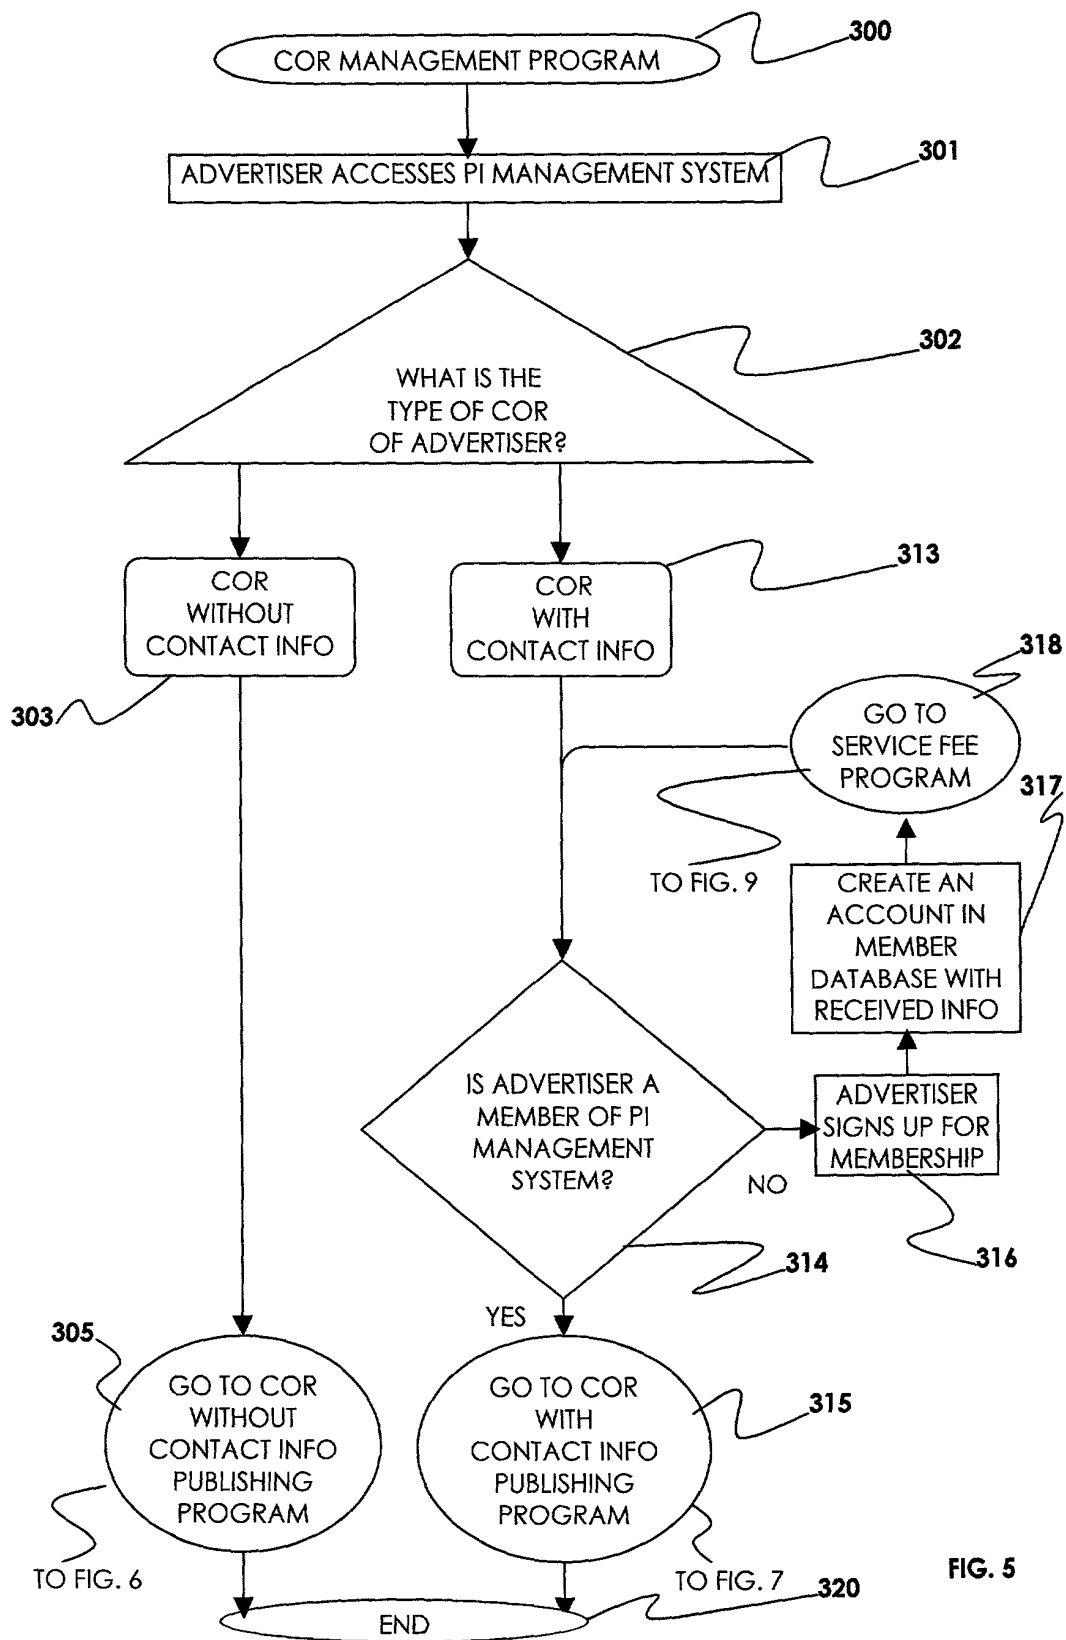 300
COR MANAGEMENT PROGRAM
301
ADVERTISER ACCESSES PI MANAGEMENT SYSTEM
302
WHAT IS THE
TYPE OF COR
OF ADVERTISER?
313
COR
WITHOUT
CONTACT INFO
COR
WITH
CONTACT INFO
303
318
GO TO
SERVICE FEE
PROGRAM
317
TO FIG. 9
CREATE AN
ACCOUNT IN
MEMBER
DATABASE WITH
RECEIVED INFO
IS ADVERTISER A
MEMBER OF PI
MANAGEMENT
SYSTEM?
ADVERTISER
SIGNS UP FOR
MEMBERSHIP
NO
316
314
YES
305
GO TO COR
WITHOUT
CONTACT INFO
PUBLISHING
PROGRAM
GO TO COR
WITH
CONTACT INFO
PUBLISHING
PROGRAM
315
TO FIG. 6
TO FIG. 7
FIG. 5
320
END